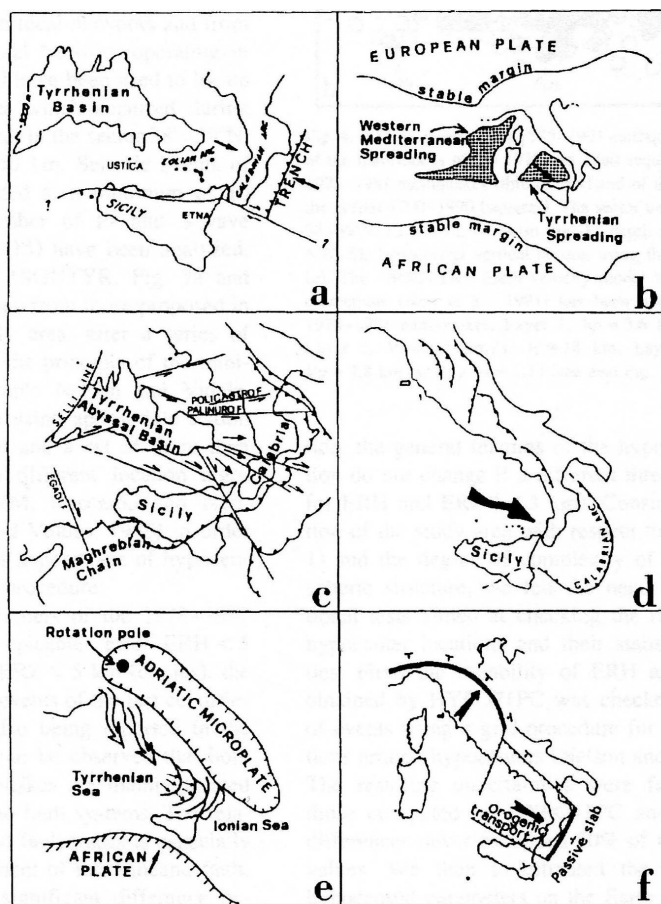 Tyrrhenian
Basin
USTICA
EOLIAN ARC
CALABRIAN ARC
TRENCH
?
SICILY
ETNA
?
a
EUROPEAN PLATE
stable margin
Western
Mediterranean
Spreading
Tyrrhenian
Spreading
stable margin
AFRICAN PLATE
b
SELLI LINE
POLICASTRO F.
PALINURO F.
Tyrrhenian
Abyssal Basin
Calabria
EGADI F.
Sicily
Maghrebian
Chain
c
Sicily
CALABRIAN ARC
d
Rotation pole
ADRIATIC MICROPLATE
Tyrrhenian
Sea
Ionian Sea
AFRICAN
PLATE
e
Orogenic
transport
Passive slab
f